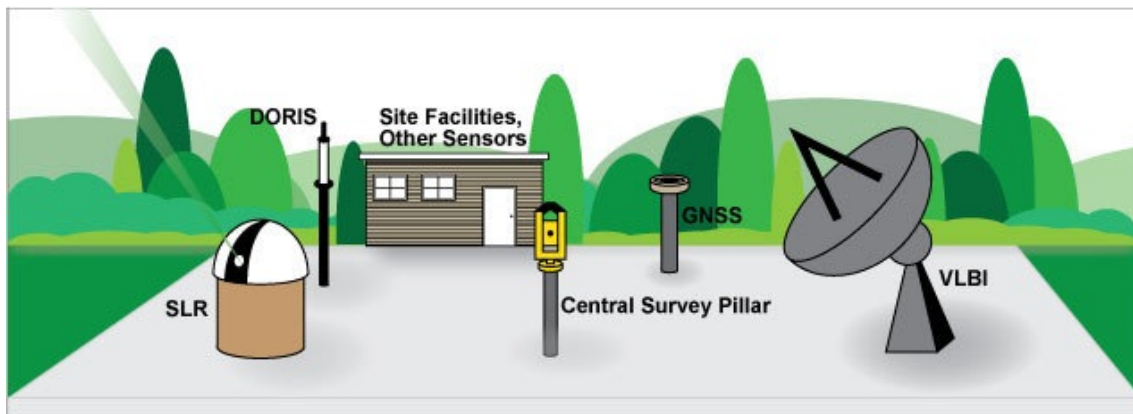 DORIS
Site Facilities,
Other Sensors
GNSS
VLBI
SLR
Central Survey Pillar